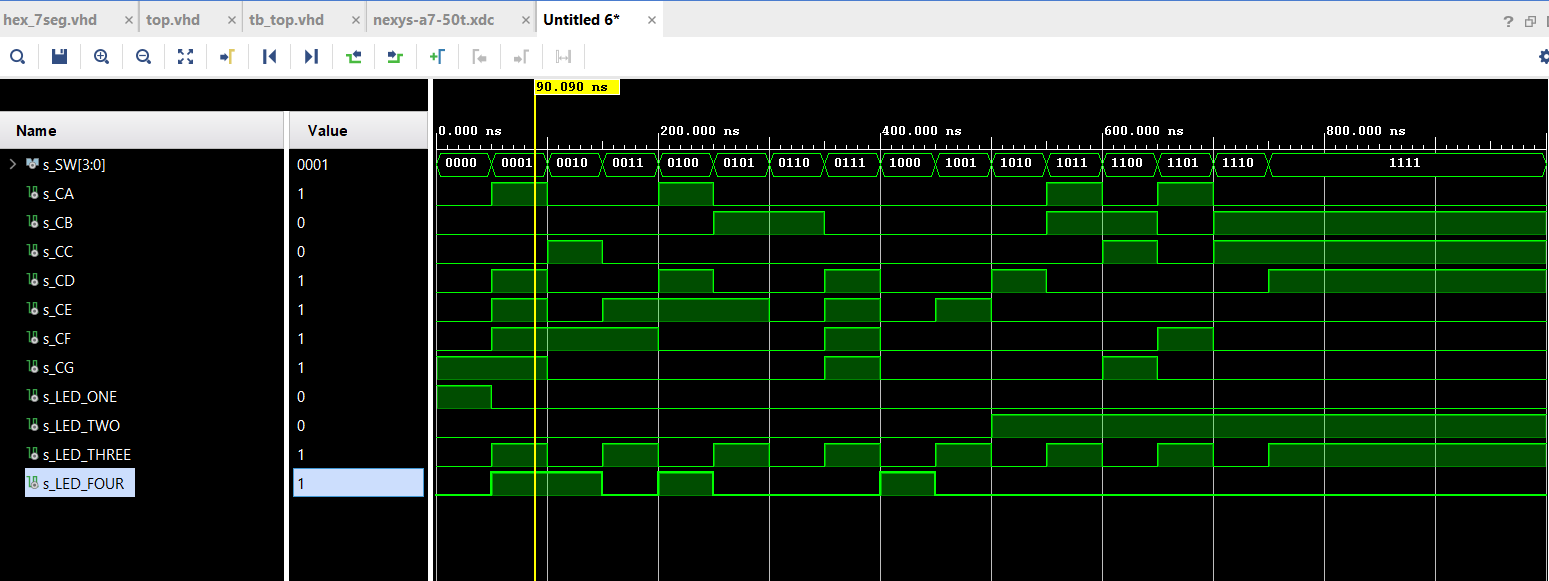 hex_7seg.vhd × top.vhd × tb_top.vhd × nexys-a7-50t.xdc × Untitled 6* ×
?
90.090 ns
Name Value
0.000 ns 200.000 ns 400.000 ns 600.000 ns 800.000 ns
s_SW[3:0] 0001 0000 0001 0010 0011 0100 0101 0110 0111 1000 1001 1010 1011 1100 1101 1110 1111
s_CA 1
s_CB 0
s_CC 0
s_CD 1
s_CE 1
s_CF 1
s_CG 1
s_LED_ONE 0
s_LED_TWO 0
s_LED_THREE 1
s_LED_FOUR 1